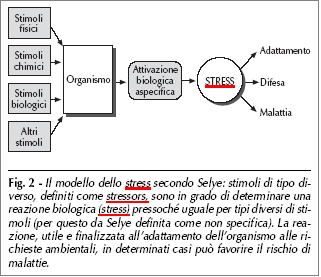 Stimoli
fisici
Stimoli
chimici
Stimoli
biologici
Altri
stimoli
Organismo
Attivazione
biologica
aspecifica
STRESS
Adattamento
Difesa
Malattia
Fig. 2 - Il modello dello stress secondo Selye: stimoli di tipo di-
verso, definiti come stressors, sono in grado di determinare una
reazione biologica (stress) pressoché uguale per tipi diversi di sti-
moli (per questo da Selye definita come non specifica). La re-
azione, utile e finalizzata all'adattamento dell'organismo alle ri-
chieste ambientali, in determinati casi può favorire il rischio di
malattie.